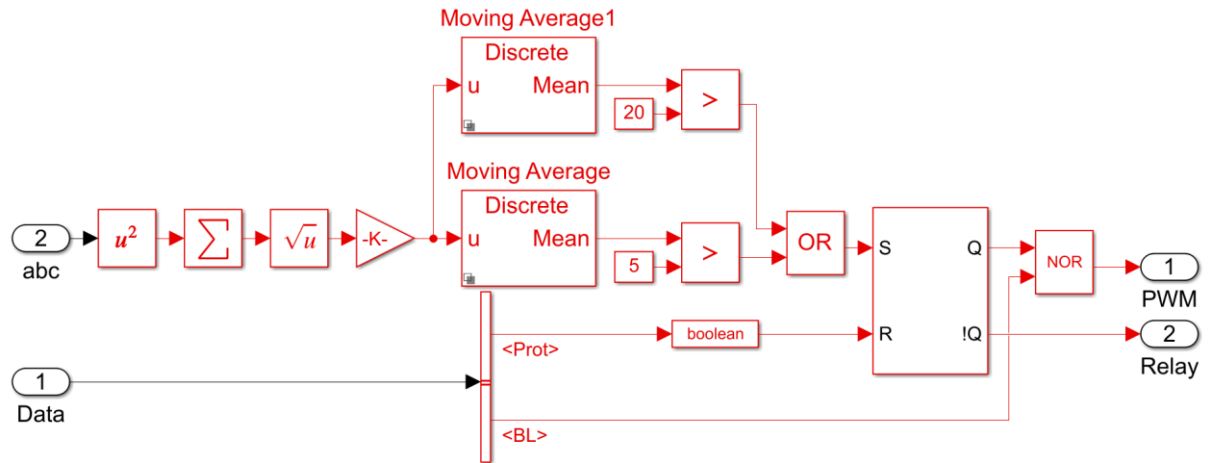 Moving Average1
Discrete
u Mean
20
>
Moving Average
Discrete
u Mean
5
>
2
abc
u²
∑
√u
-K-
OR
S Q
R !Q
NOR
1
PWM
2
Relay
<Prot>
boolean
1
Data
<BL>